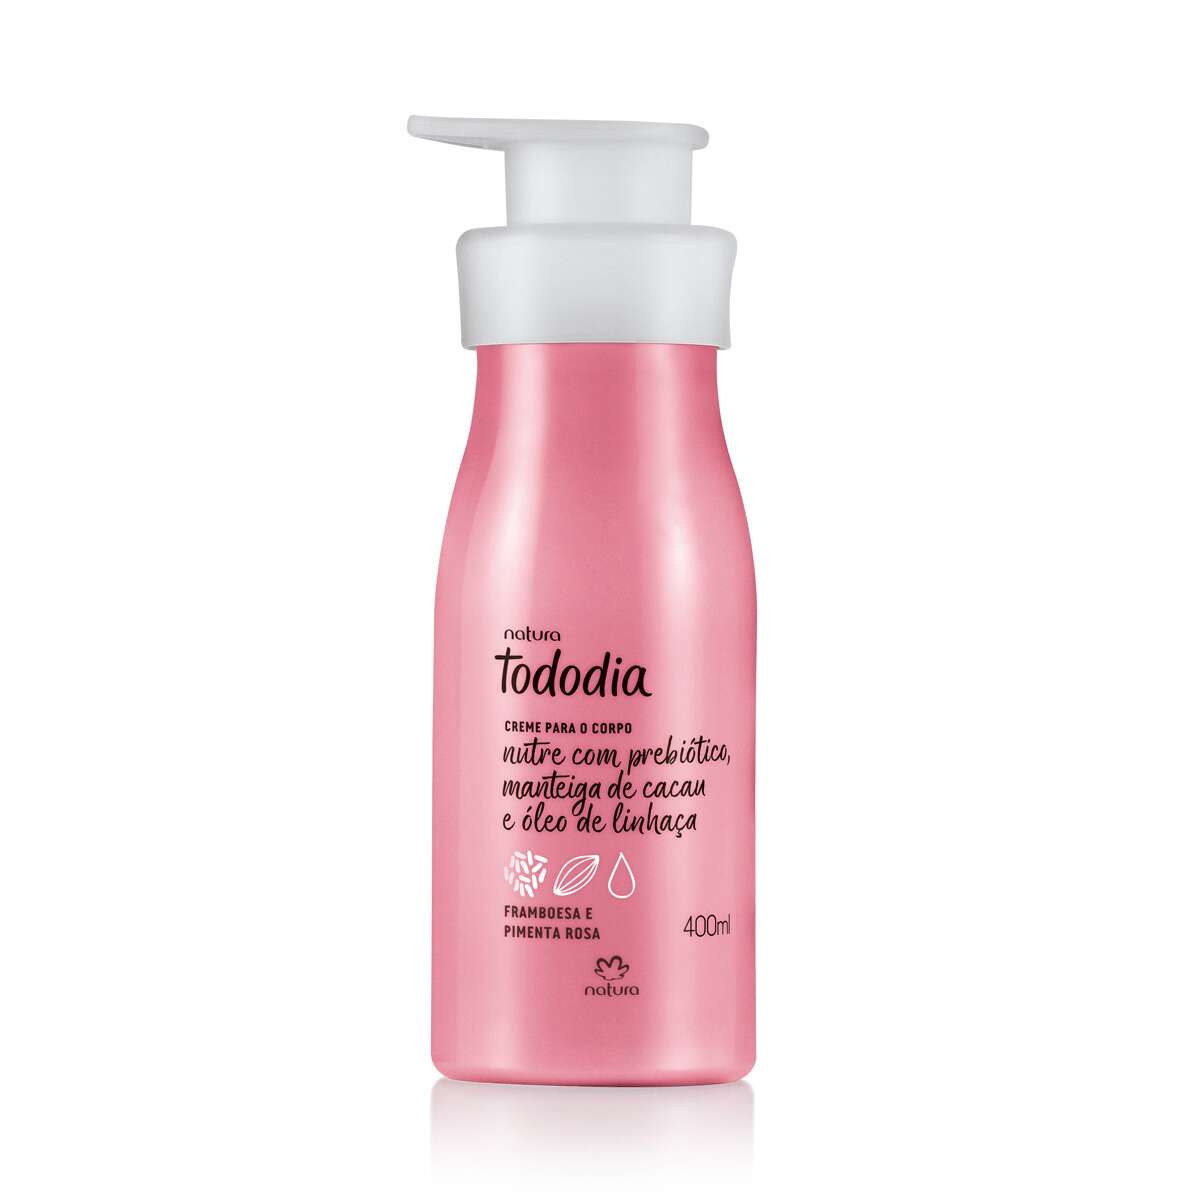 natura
tododia
CREME PARA O CORPO
nutre com prebiótico,
manteiga de cacau
e óleo de linhaça
FRAMBOESA E
PIMENTA ROSA
400ml
natura